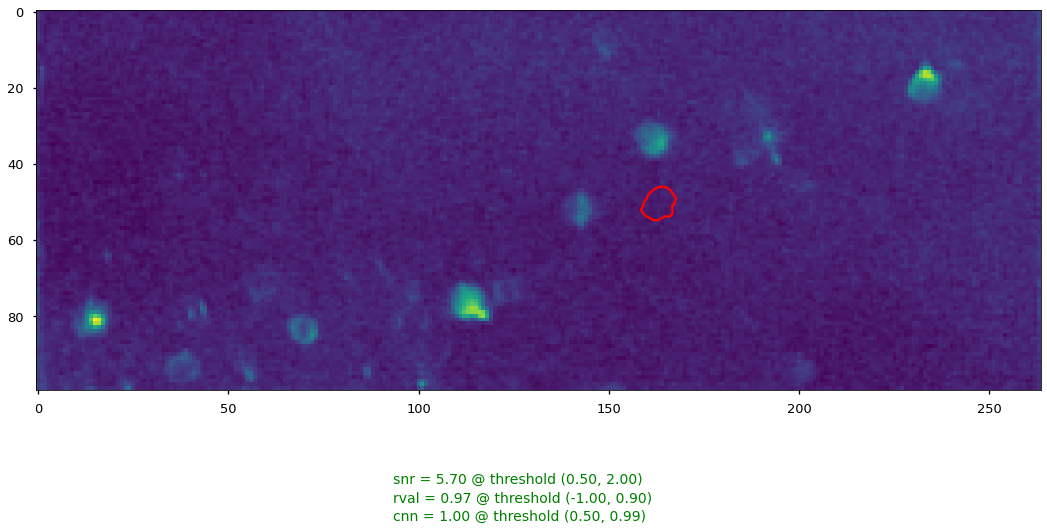 0
20
40
60
80
0 50 100 150 200 250
snr = 5.70 @ threshold (0.50, 2.00)
rval = 0.97 @ threshold (-1.00, 0.90)
cnn = 1.00 @ threshold (0.50, 0.99)